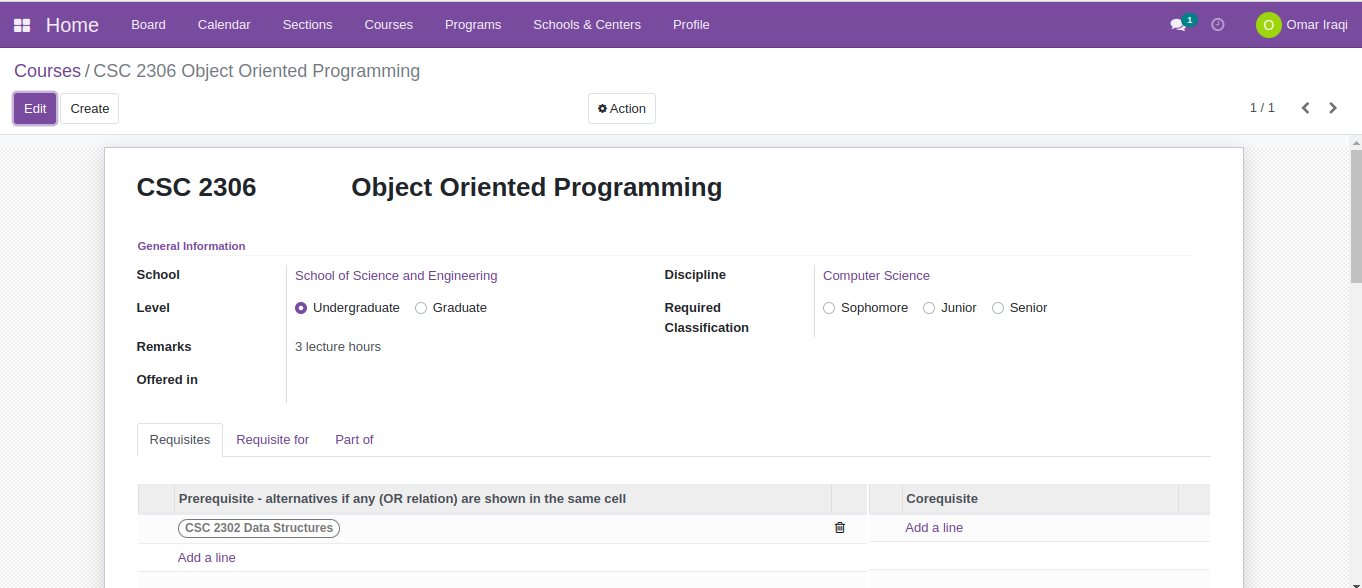 Home Board Calendar Sections Courses Programs Schools & Centers Profile 1 O Omar Iraqi
Courses / CSC 2306 Object Oriented Programming
Edit Create Action 1 / 1
CSC 2306 Object Oriented Programming
General Information
School School of Science and Engineering Discipline Computer Science
Level Undergraduate Graduate Required Classification Sophomore Junior Senior
Remarks 3 lecture hours
Offered in
Requisites Requisite for Part of
Prerequisite - alternatives if any (OR relation) are shown in the same cell Corequisite
CSC 2302 Data Structures Add a line
Add a line